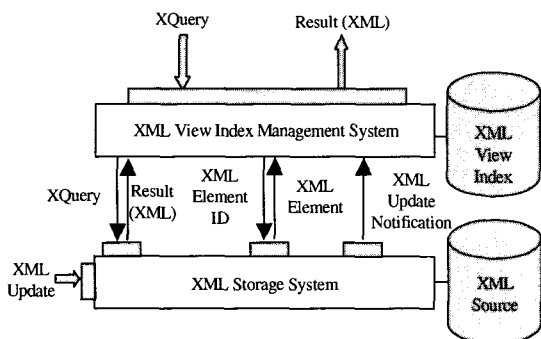 XQuery
Result (XML)
XML View Index Management System
XML
View
Index
XQuery
Result
(XML)
XML
Element
ID
XML
Element
XML
Update
Notification
XML
Update
XML Storage System
XML
Source